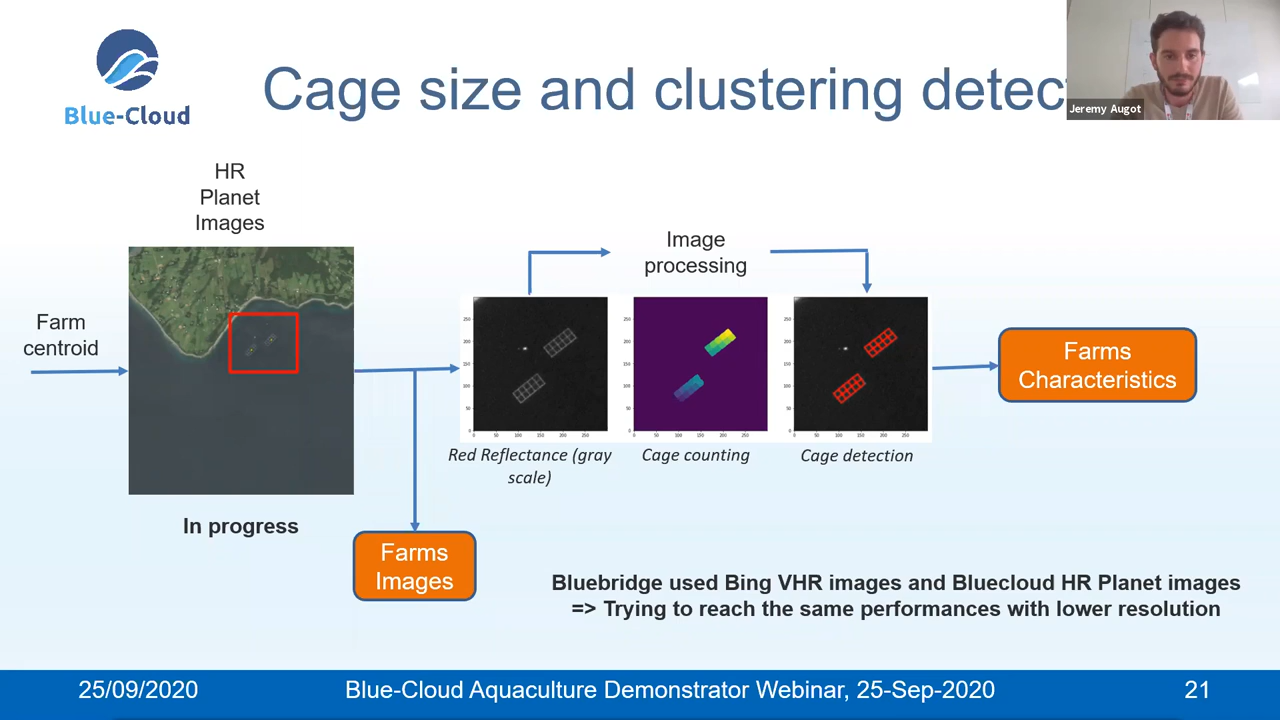 Blue-Cloud
Cage size and clustering detec
Jeremy Augot
HR
Planet
Images
Farm
centroid
In progress
Farms
Images
Image
processing
Red Reflectance (gray
scale)
Cage counting
Cage detection
Farms
Characteristics
Bluebridge used Bing VHR images and Bluecloud HR Planet images
=> Trying to reach the same performances with lower resolution
25/09/2020
Blue-Cloud Aquaculture Demonstrator Webinar, 25-Sep-2020
21